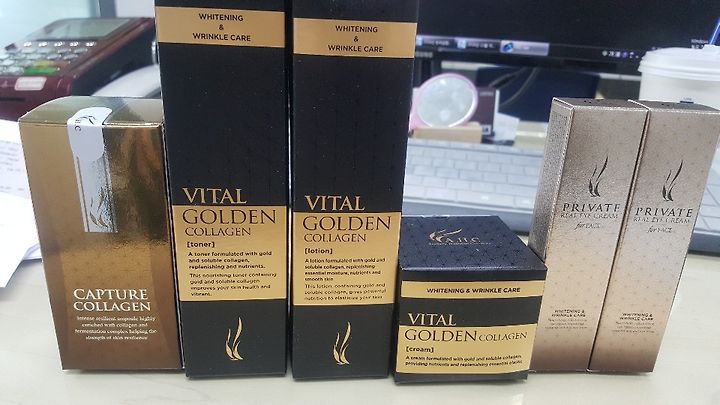 CAPTURE
COLLAGEN
Intense resilient ampoule highly
enriched with collagen and
fermentation complex helping the
strength of skin resilience
WHITENING
&
WRINKLE CARE
VITAL
GOLDEN
COLLAGEN
[toner]
A toner formulated with gold
and soluble collagen,
replenishing and nutrients.
This nourishing toner containing
gold and soluble collagen
improves your skin health and
vibrant.
WHITENING
&
WRINKLE CARE
VITAL
GOLDEN
COLLAGEN
[lotion]
A lotion formulated with gold and
soluble collagen, replenishing
essential moisture, nutrients and
smooth skin
This lotion containing gold and
soluble collagen, gives powerful
nutrition to elasticize your skin
A.H.C
WHITENING & WRINKLE CARE
VITAL
GOLDEN COLLAGEN
[cream]
A cream formulated with gold and soluble collagen,
providing nutrients and replenishing essential elastic.
PRIVATE
REAL EYE CREAM
for FACE
WHITENING &
WRINKLE CARE
PRIVATE
REAL EYE CREAM
for FACE
WHITENING &
WRINKLE CARE